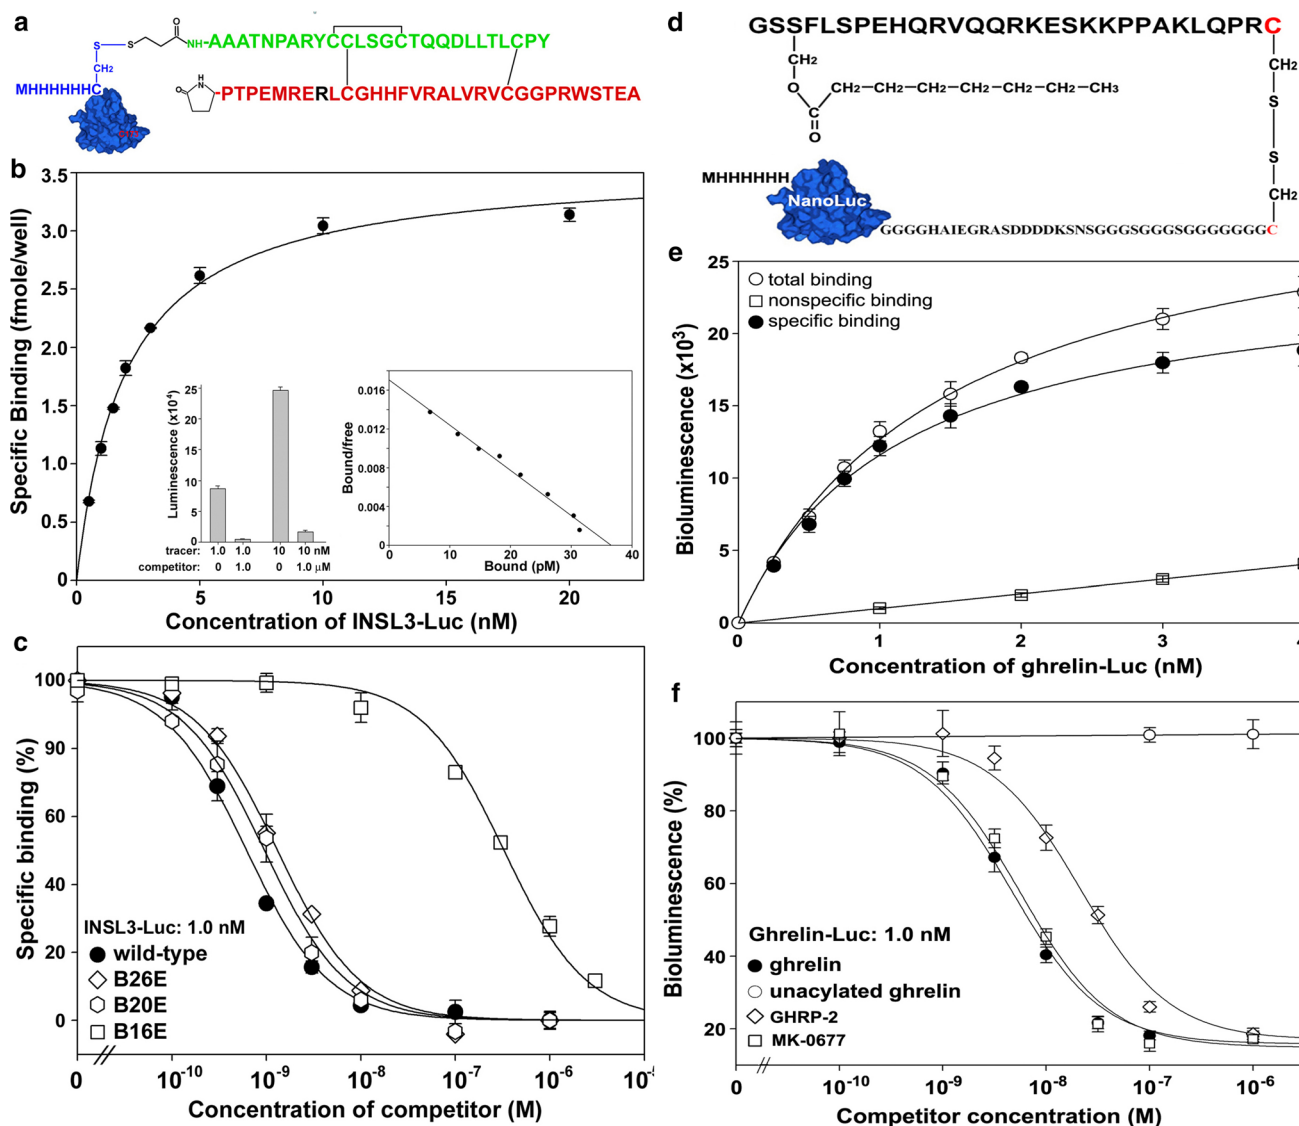 a
S
S
O
NH
-AAATNPARYCCLSGCTQQDLLTLCPY
CH2
MHHHHHHC
H
N
O
-PTPEMRERRLCGHHFVRALVRVCGGPRWSTEA
b
Specific Binding (fmole/well)
3.5
3.0
2.5
2.0
1.5
1.0
0.5
0
0
5
10
15
20
Concentration of INSL3-Luc (nM)
Luminescence (x10⁴)
25
20
15
10
5
0
tracer: 1.0 1.0 10 10 nM
competitor: 0 1.0 0 1.0 μM
Bound/free
0.016
0.012
0.008
0.004
0
0
10
20
30
40
Bound (pM)
c
Specific binding (%)
100
80
60
40
20
0
INSL3-Luc: 1.0 nM
wild-type
B26E
B20E
B16E
0
10⁻¹⁰
10⁻⁹
10⁻⁸
10⁻⁷
10⁻⁶
Concentration of competitor (M)
d
GSSFLSPEHQRVQQRKESKKPPAKLQPRC
CH2
O
CH2-CH2-CH2-CH2-CH2-CH2-CH3
C
O
CH2
S
S
CH2
MHHHHHH
NanoLuc
GGGGHAIEGRASDDDDKSNSGGGSGGGSGGGGGGGC
e
Bioluminescence (x10³)
25
20
15
10
5
0
total binding
nonspecific binding
specific binding
0
1
2
3
4
Concentration of ghrelin-Luc (nM)
f
Bioluminescence (%)
100
80
60
40
20
Ghrelin-Luc: 1.0 nM
ghrelin
unacylated ghrelin
GHRP-2
MK-0677
0
10⁻¹⁰
10⁻⁹
10⁻⁸
10⁻⁷
10⁻⁶
Competitor concentration (M)